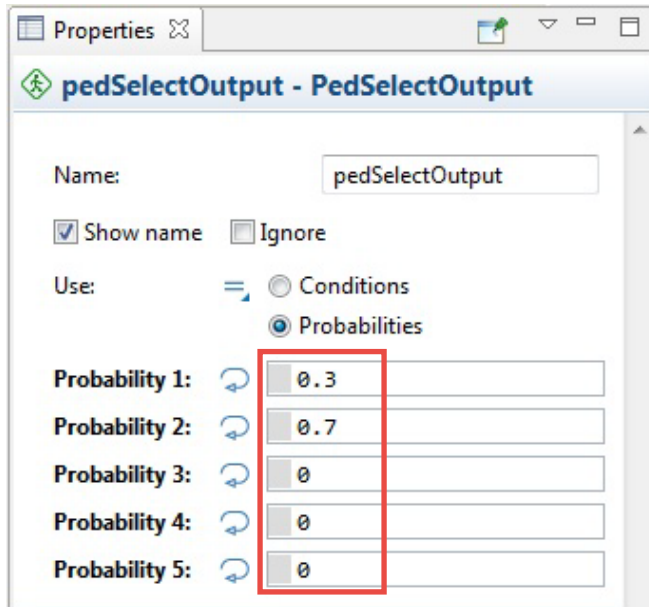 Properties
pedSelectOutput - PedSelectOutput
Name: pedSelectOutput
Show name Ignore
Use: Conditions
Probabilities
Probability 1: 0.3
Probability 2: 0.7
Probability 3: 0
Probability 4: 0
Probability 5: 0